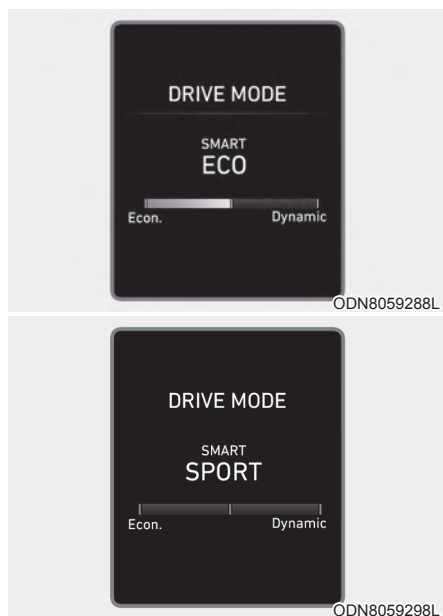 DRIVE MODE
SMART
ECO
Econ. Dynamic
ODN8059288L
DRIVE MODE
SMART
SPORT
Econ. Dynamic
ODN8059298L